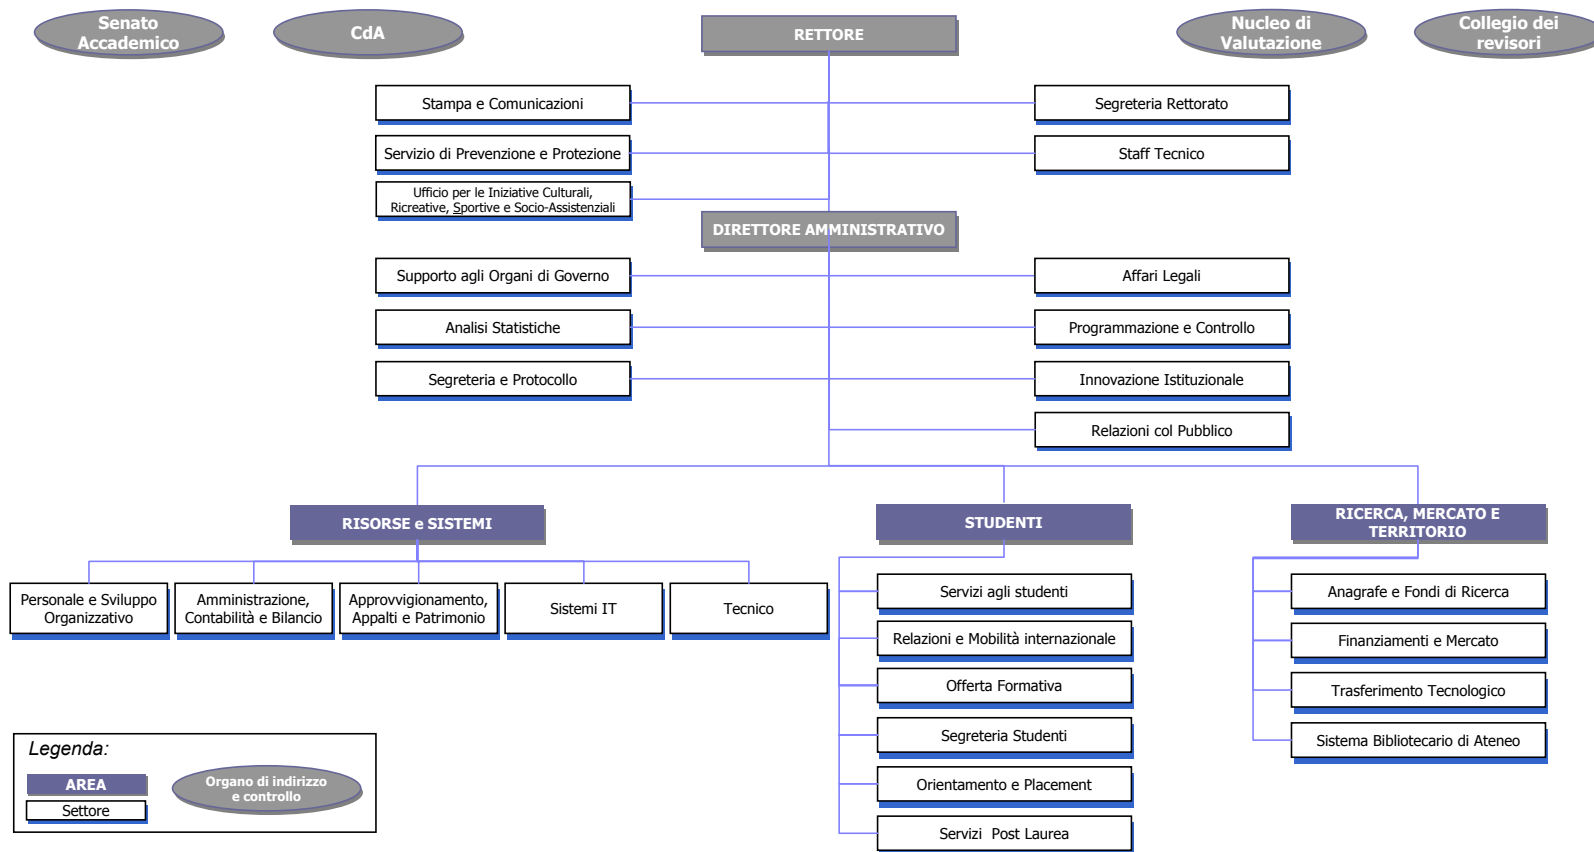 Senato
Accademico
CdA
RETTORE
Nucleo di
Valutazione
Collegio dei
revisori
Stampa e Comunicazioni
Segreteria Rettorato
Servizio di Prevenzione e Protezione
Staff Tecnico
Ufficio per le Iniziative Culturali,
Ricreative, Sportive e Socio-Assistenziali
DIRETTORE AMMINISTRATIVO
Supporto agli Organi di Governo
Affari Legali
Analisi Statistiche
Programmazione e Controllo
Segreteria e Protocollo
Innovazione Istituzionale
Relazioni col Pubblico
RISORSE e SISTEMI
STUDENTI
RICERCA, MERCATO E
TERRITORIO
Personale e Sviluppo
Organizzativo
Amministrazione,
Contabilità e Bilancio
Approvvigionamento,
Appalti e Patrimonio
Sistemi IT
Tecnico
Servizi agli studenti
Relazioni e Mobilità internazionale
Offerta Formativa
Segreteria Studenti
Orientamento e Placement
Servizi Post Laurea
Anagrafe e Fondi di Ricerca
Finanziamenti e Mercato
Trasferimento Tecnologico
Sistema Bibliotecario di Ateneo
Legenda:
AREA
Settore
Organo di indirizzo
e controllo